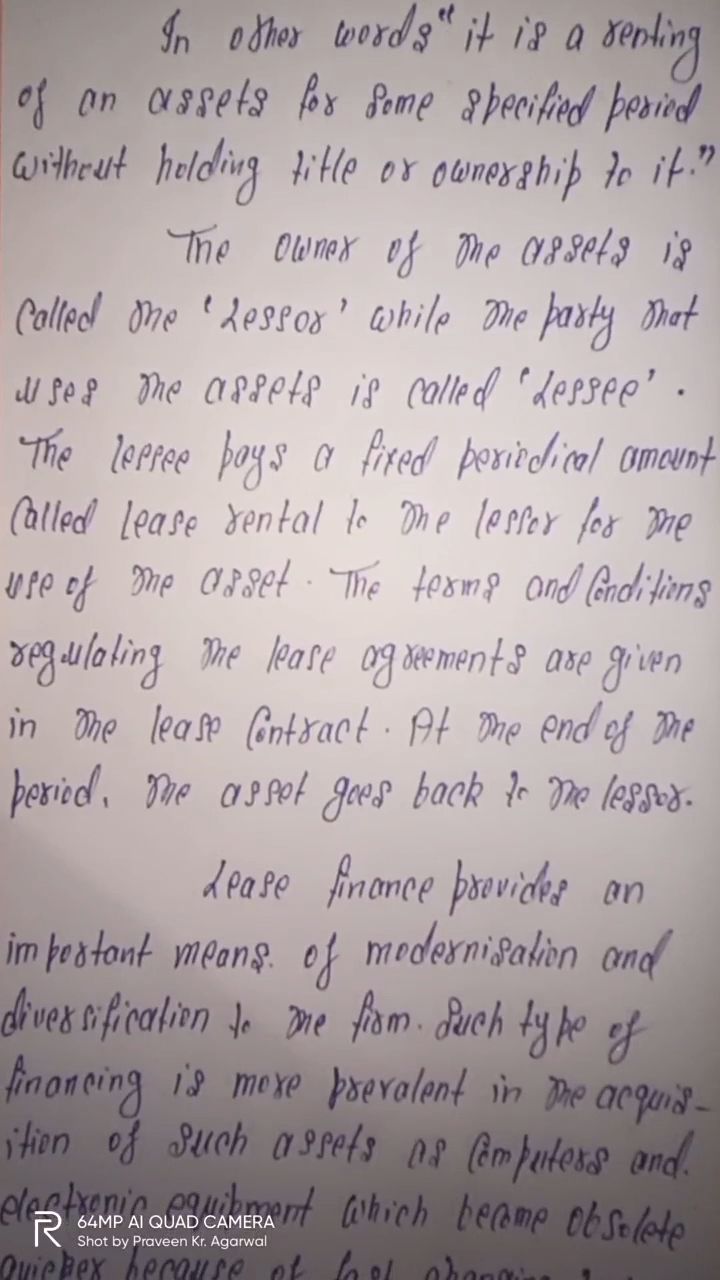 In other words "it is a renting
of an assets for some specified period
without holding title or ownership to it."
The owner of the assets is
called the 'Lessor' while the party that
uses the assets is called 'Lessee'.
The lessee pays a fixed periodical amount
Called lease rental to the lessor for the
use of the asset. The terms and Conditions
regulating the lease agreements are given
in the lease Contract. At the end of the
period, the asset goes back to the lessor.
Lease finance provides an
important means. of modernisation and
diversification to the firm. Such type of
financing is more prevalent in the acquis-
ition of such assets as Computers and.
electronic equipment which become obsolete
quicker because of
R
64MP AI QUAD CAMERA
Shot by Praveen Kr. Agarwal